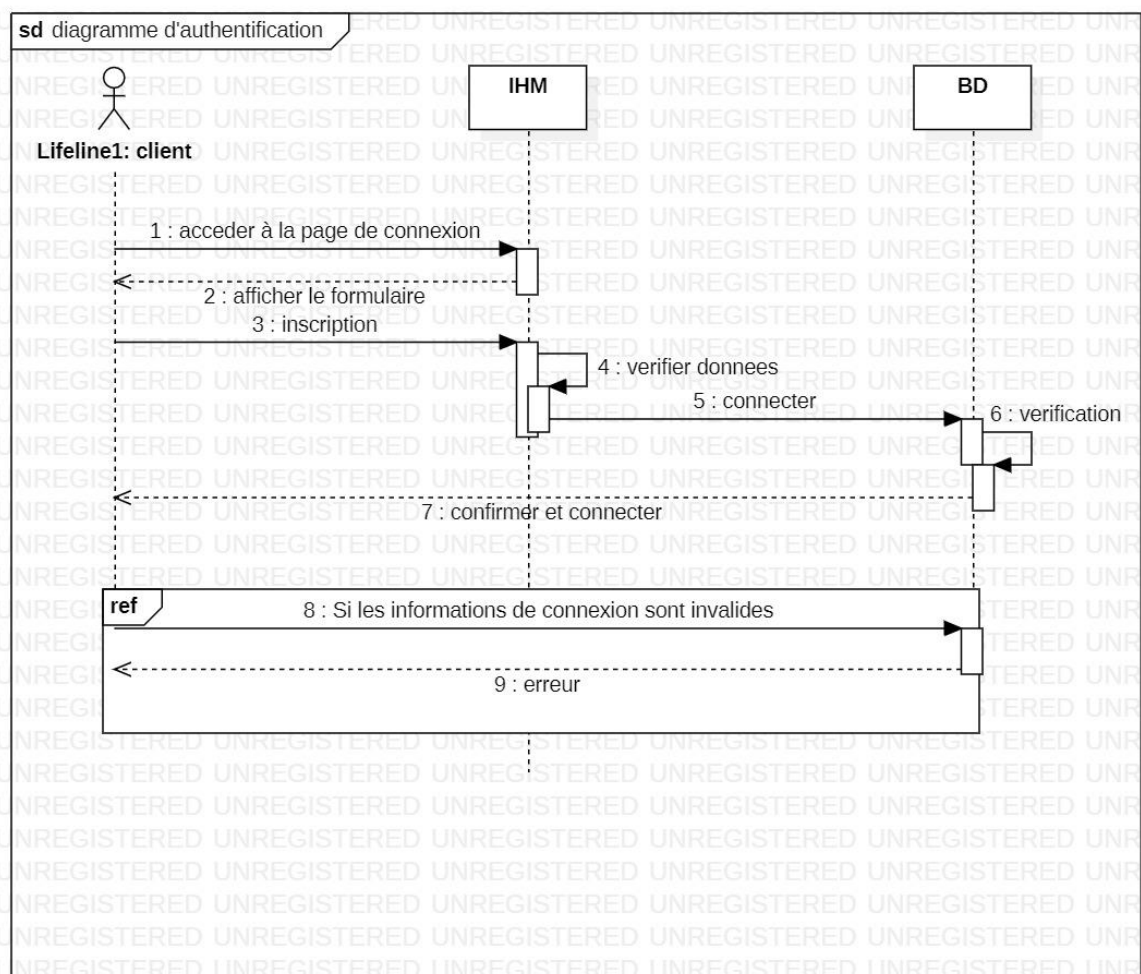 sd diagramme d'authentification
IHM
BD
Lifeline1: client
1 : acceder à la page de connexion
2 : afficher le formulaire
3 : inscription
4 : verifier donnees
5 : connecter
6 : verification
7 : confirmer et connecter
ref
8 : Si les informations de connexion sont invalides
9 : erreur
UNREGISTERED